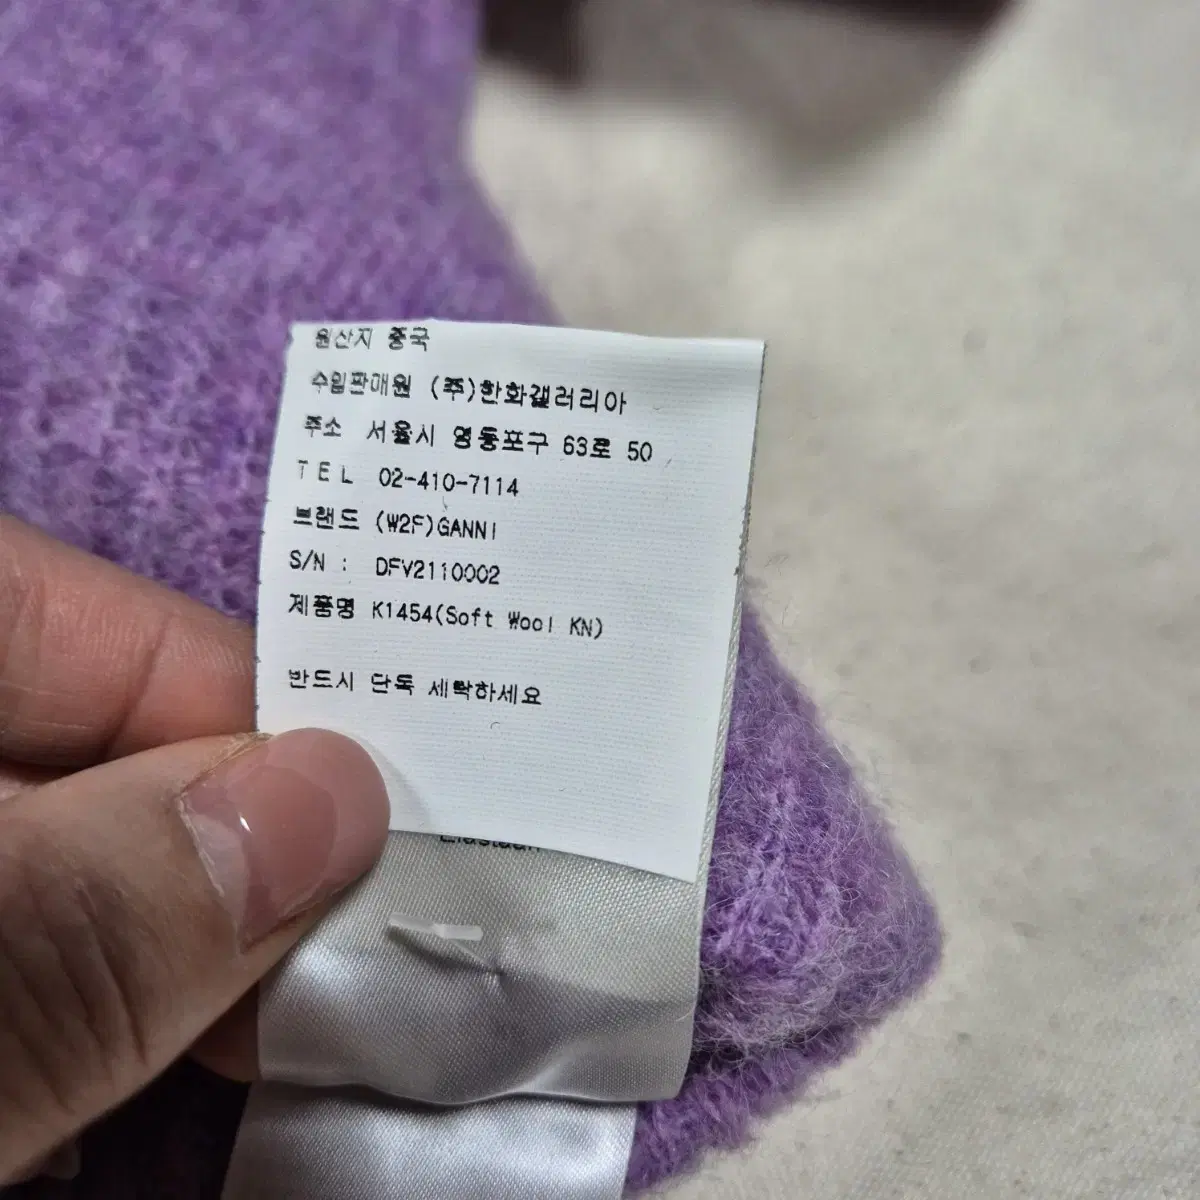 원산지 중국
수입판매원 (주)한화갤러리아
주소 서울시 영등포구 63로 50
TEL 02-410-7114
브랜드 (W2F)GANNI
S/N : DFV2110002
제품명 K1454(Soft Wool KN)
반드시 단독 세탁하세요